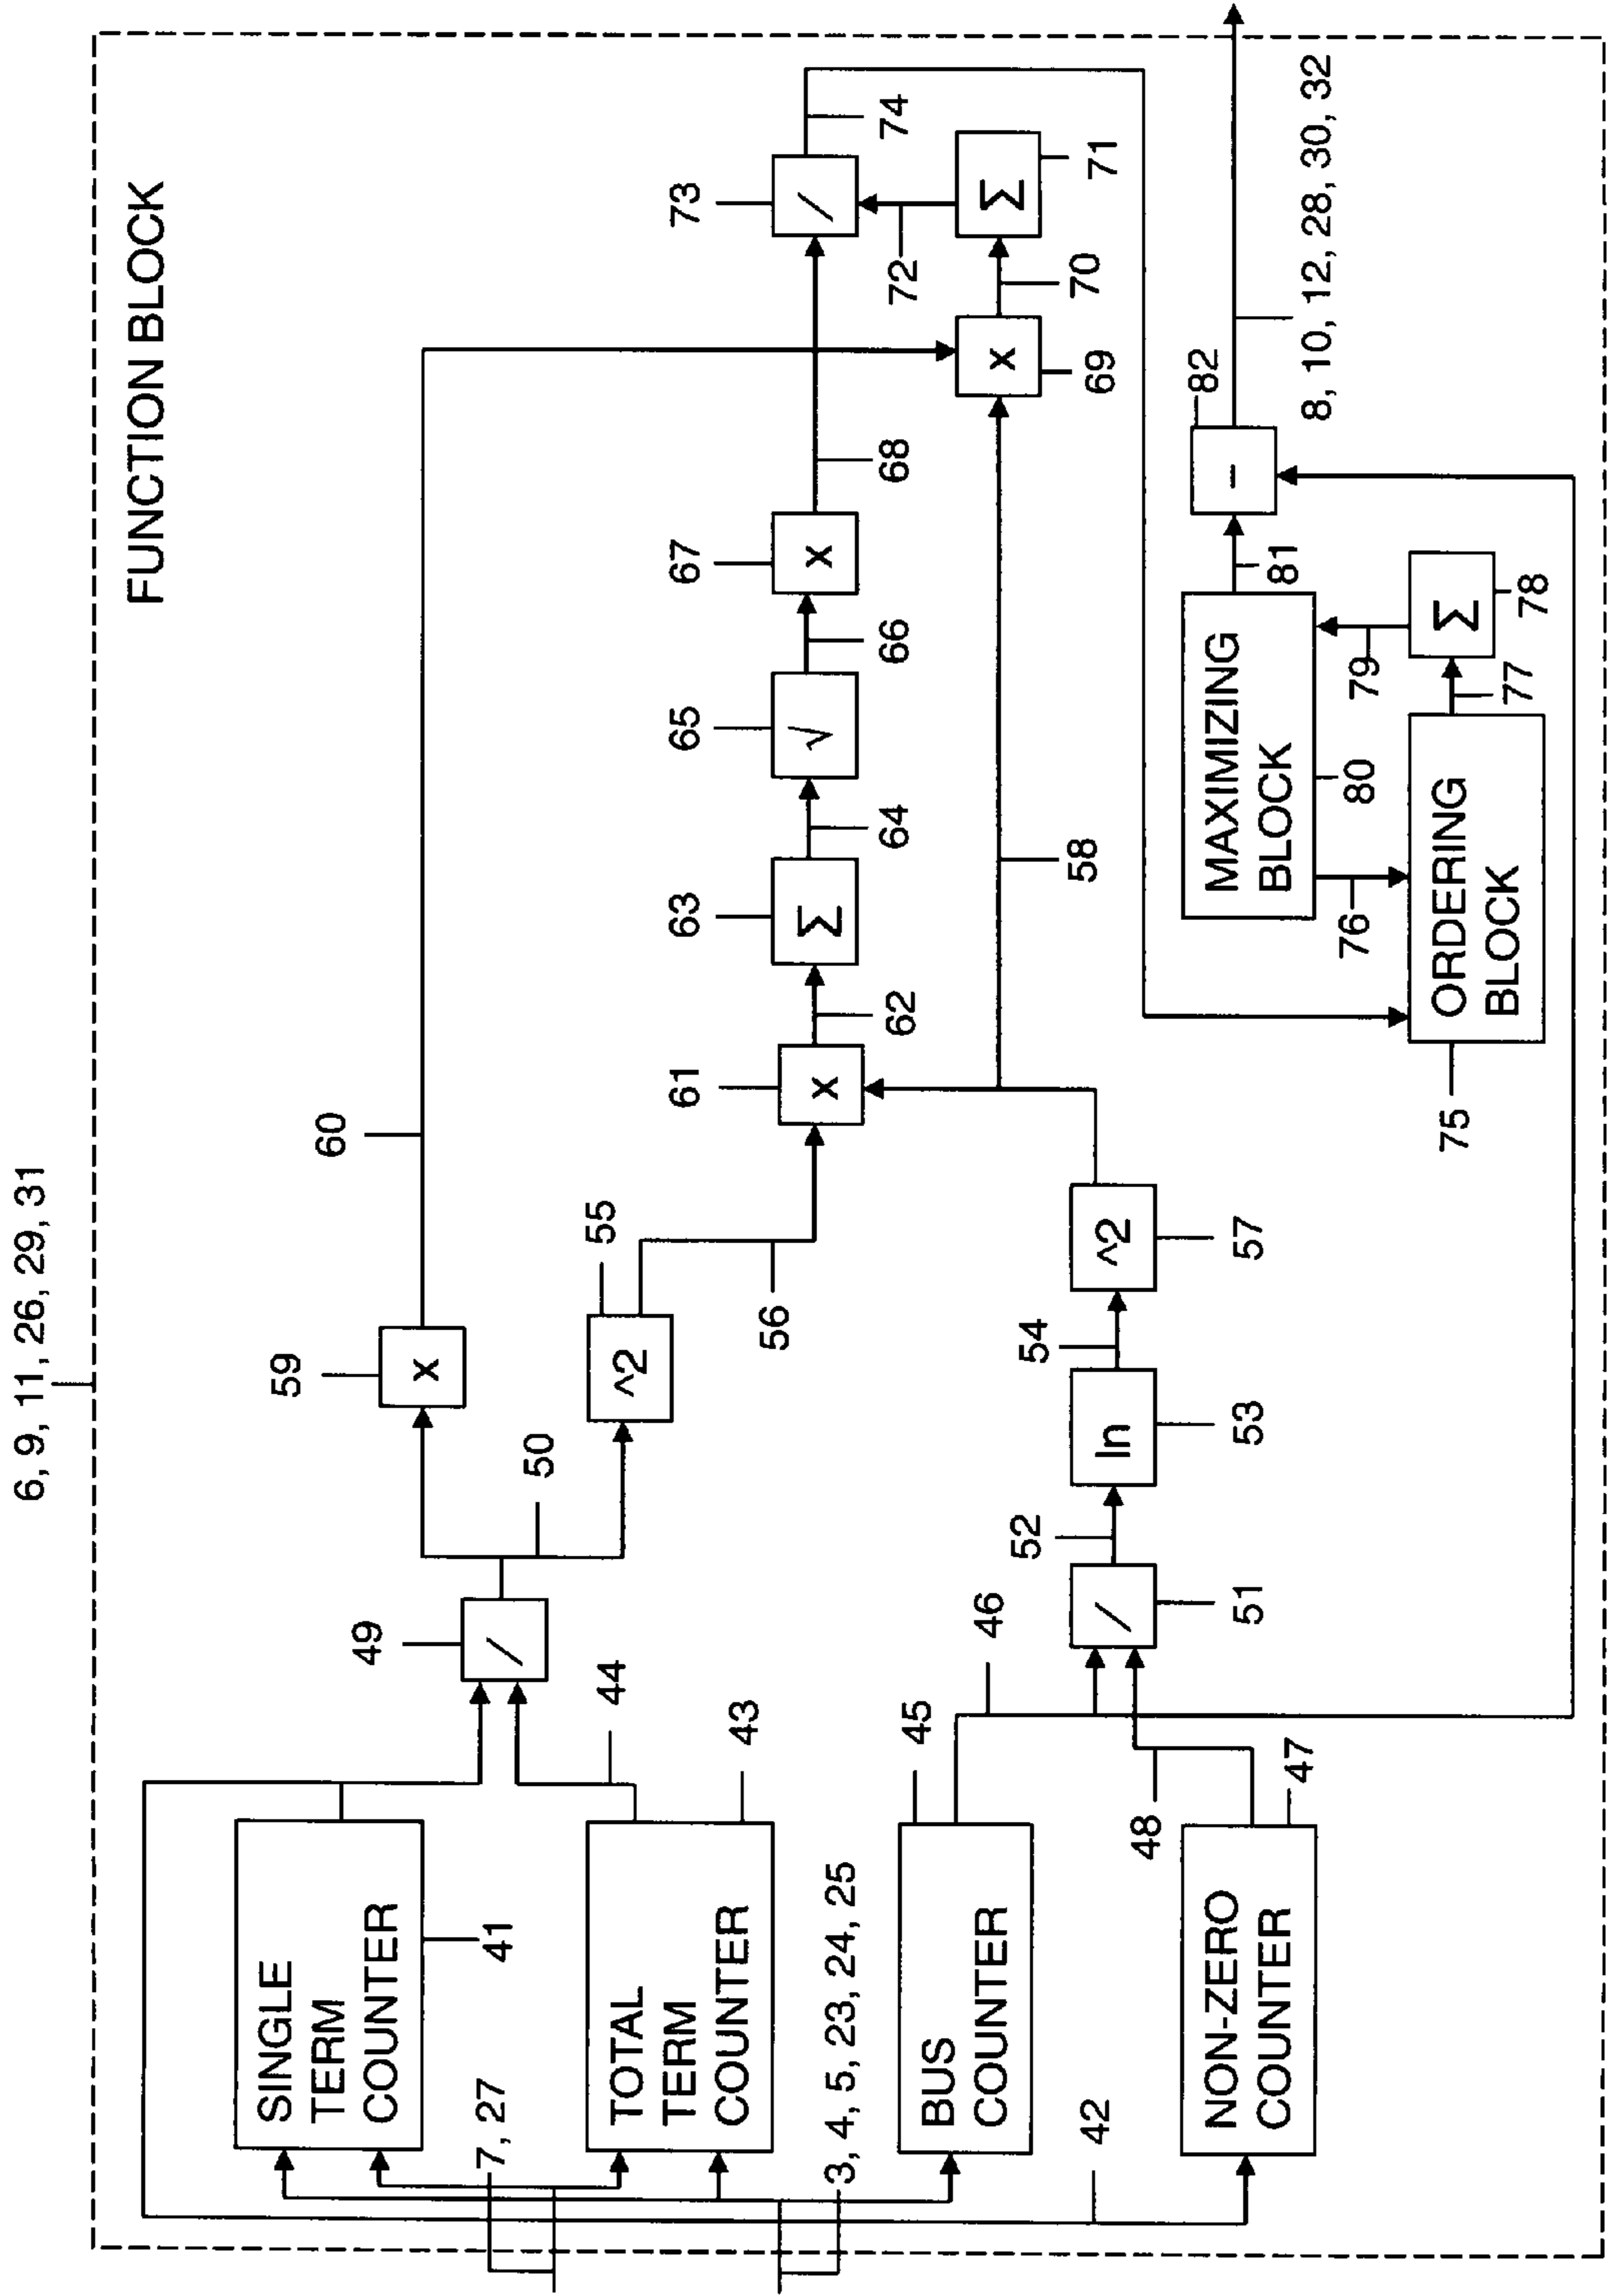 6, 9, 11, 26, 29, 31
FUNCTION BLOCK
SINGLE
TERM
COUNTER
41
7, 27
TOTAL
TERM
COUNTER
43
44
3, 4, 5, 23, 24, 25
BUS
COUNTER
45
46
42
NON-ZERO
COUNTER
47
48
/
49
50
/
51
52
ln
53
54
^2
55
56
^2
57
58
x
59
60
x
61
62
Σ
63
64
√
65
66
x
67
68
x
69
70
Σ
71
72
/
73
74
ORDERING
BLOCK
75
76
77
Σ
78
79
MAXIMIZING
BLOCK
80
81
–
82
8, 10, 12, 28, 30, 32